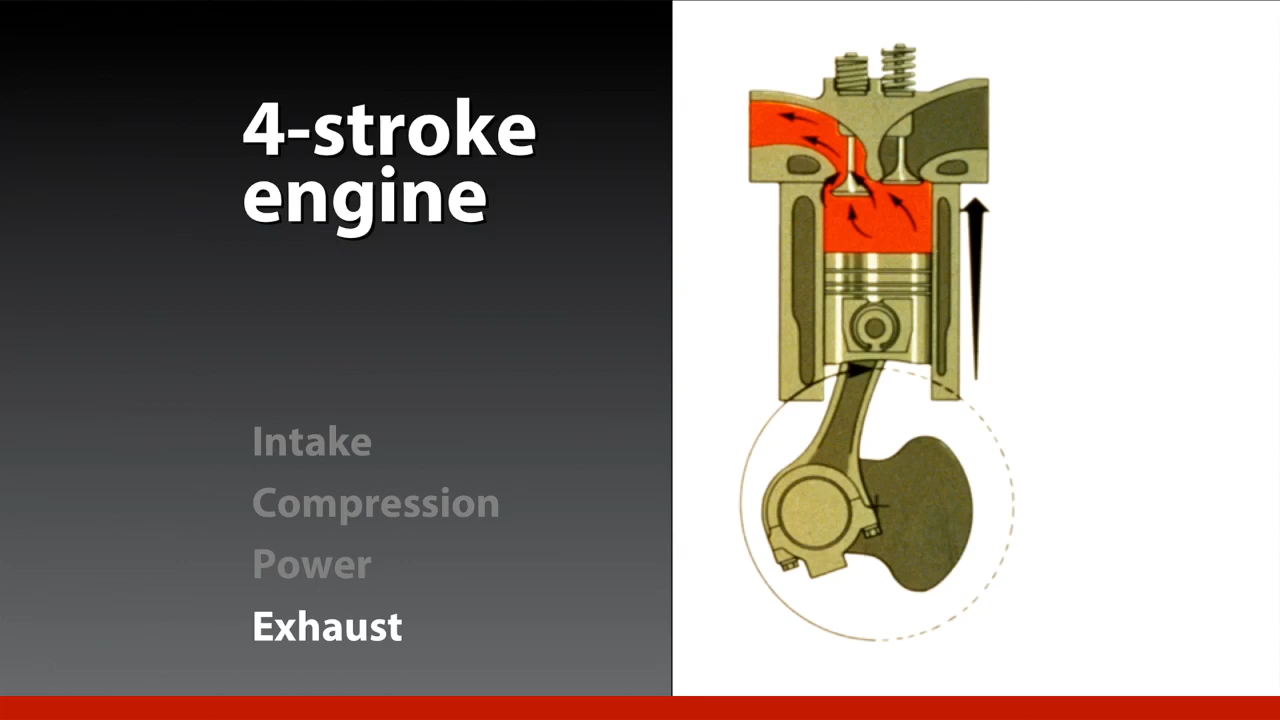 4-stroke
engine
Intake
Compression
Power
Exhaust